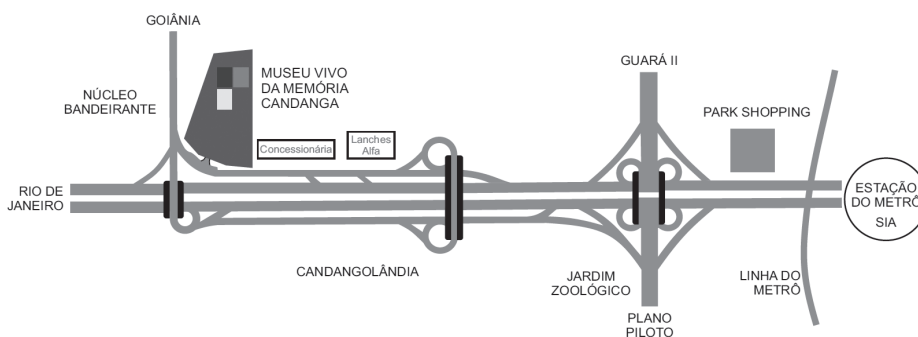 GOIÂNIA
NÚCLEO
BANDEIRANTE
MUSEU VIVO
DA MEMÓRIA
CANDANGA
Concessionária
Lanches
Alfa
GUARÁ II
PARK SHOPPING
RIO DE
JANEIRO
ESTAÇÃO
DO METRÔ
SIA
CANDANGOLÂNDIA
JARDIM
ZOOLÓGICO
LINHA DO
METRÔ
PLANO
PILOTO